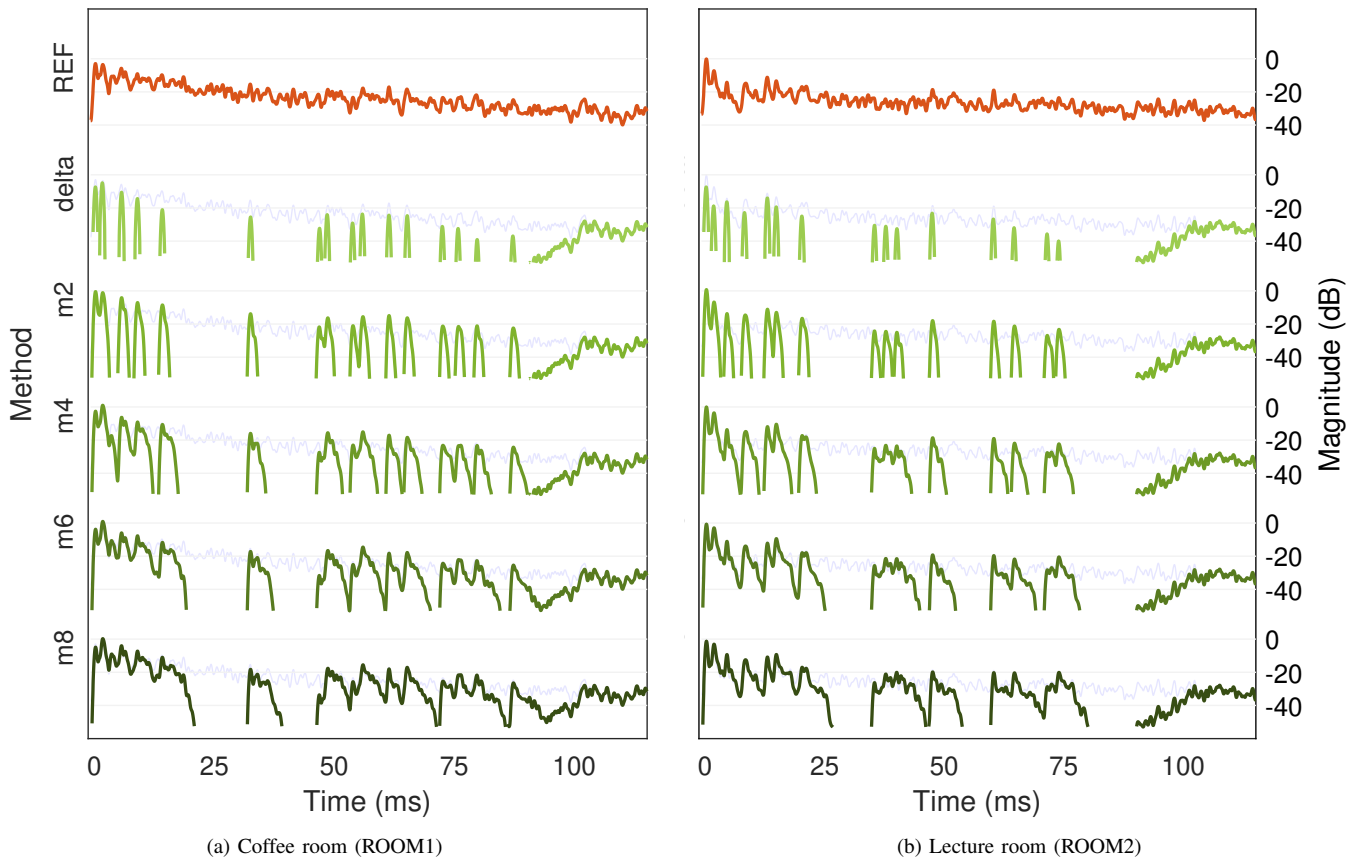 Method
REF
delta
m2
m4
m6
m8
0
-20
-40
0
-20
-40
0
-20
-40
0
-20
-40
0
-20
-40
0
-20
-40
Magnitude (dB)
0 25 50 75 100
0 25 50 75 100
Time (ms)
Time (ms)
(a) Coffee room (ROOM1)
(b) Lecture room (ROOM2)